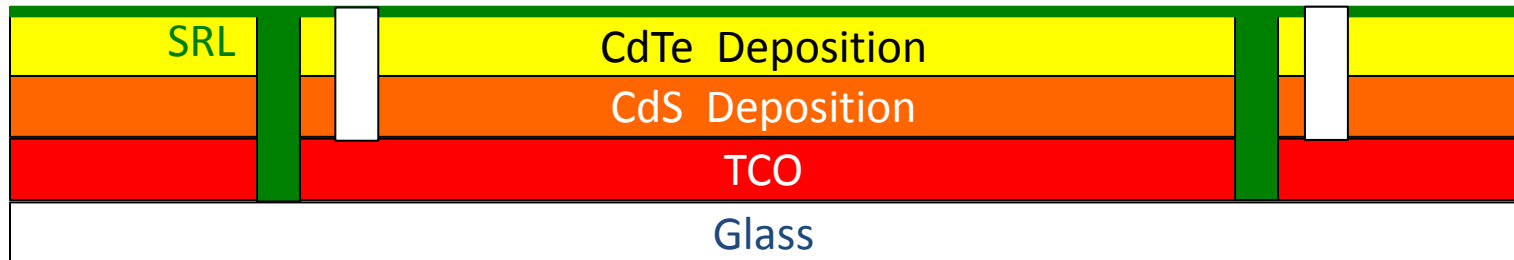 SRL
CdTe Deposition
CdS Deposition
TCO
Glass